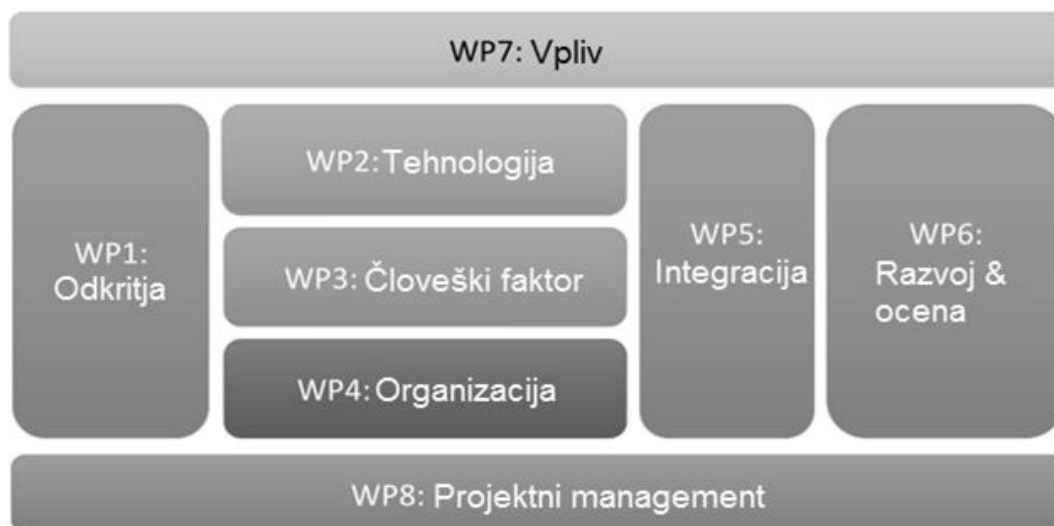 WP7: Vpliv
WP1:
Odkritja
WP2: Tehnologija
WP3: Človeški faktor
WP4: Organizacija
WP5:
Integracija
WP6:
Razvoj &
ocena
WP8: Projektni management